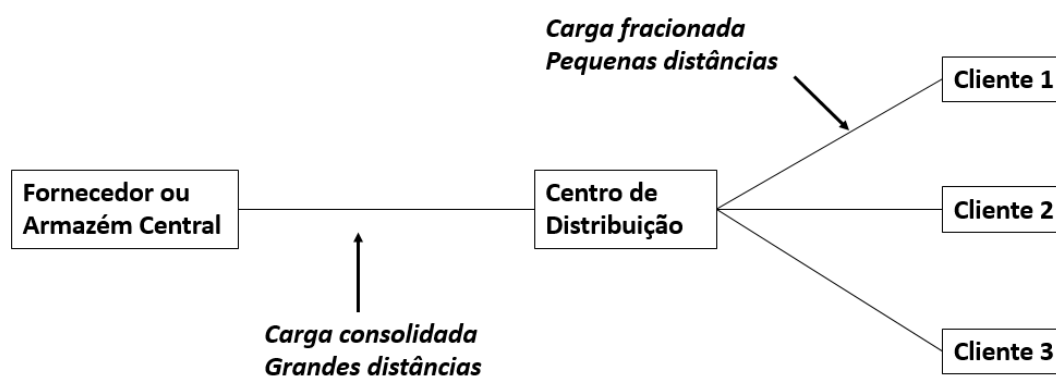 Carga fracionada
Pequenas distâncias
Cliente 1
Fornecedor ou
Armazém Central
Centro de
Distribuição
Cliente 2
Carga consolidada
Grandes distâncias
Cliente 3